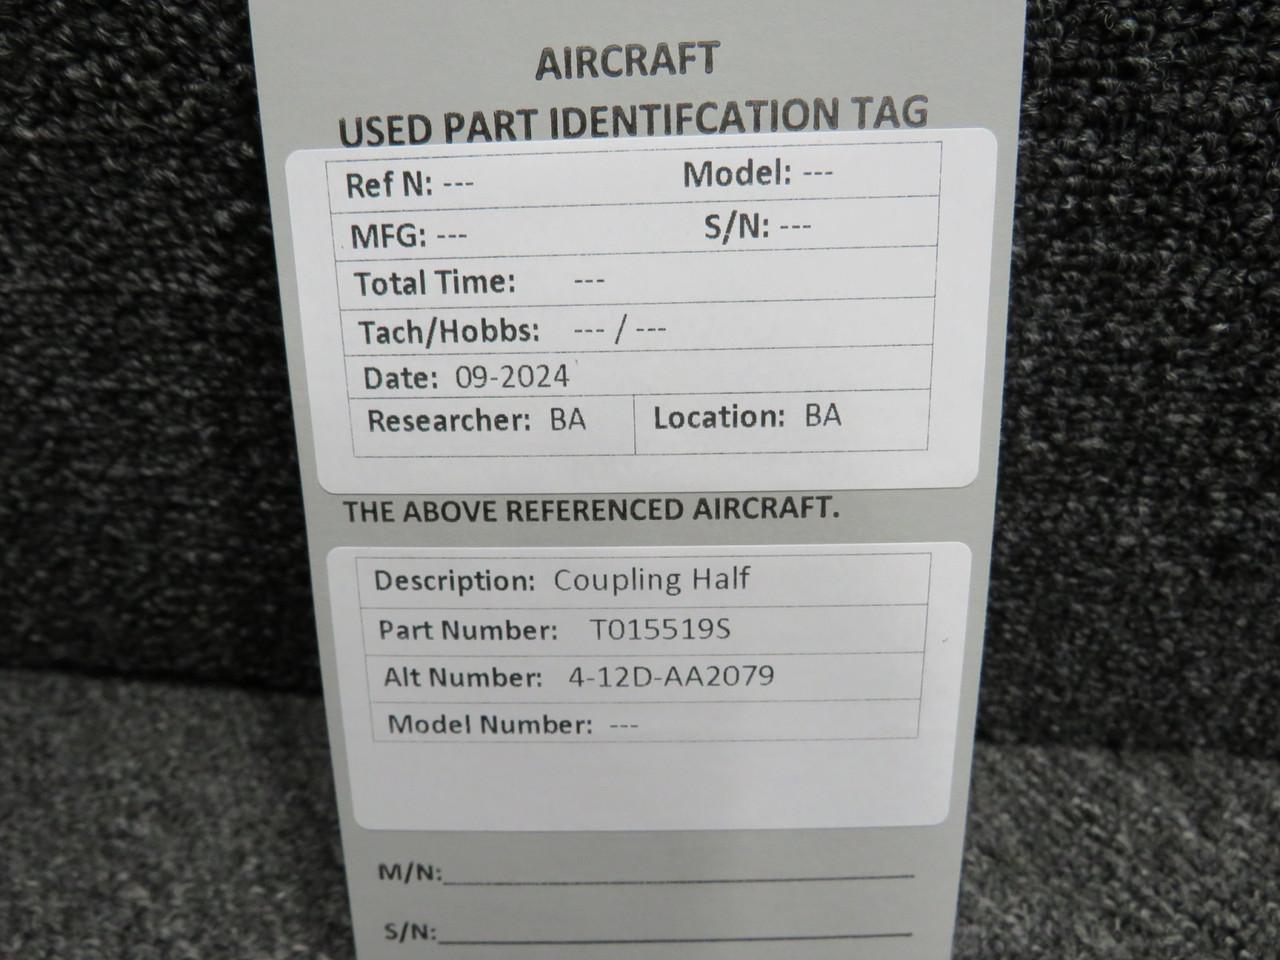 AIRCRAFT
USED PART IDENTIFCATION TAG
Ref N: --- Model: ---
MFG: --- S/N: ---
Total Time: ---
Tach/Hobbs: --- / ---
Date: 09-2024
Researcher: BA Location: BA
THE ABOVE REFERENCED AIRCRAFT.
Description: Coupling Half
Part Number: T015519S
Alt Number: 4-12D-AA2079
Model Number: ---
M/N:
S/N: